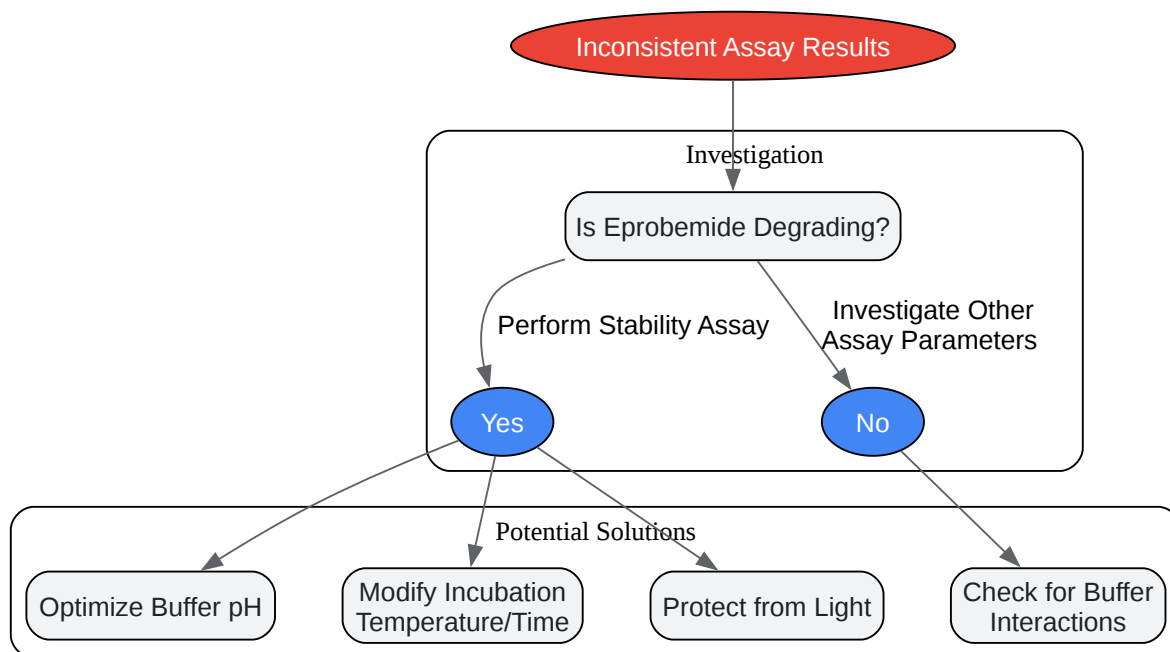 Inconsistent Assay Results
Investigation
Is Eprobemide Degrading?
Perform Stability Assay
Investigate Other
Assay Parameters
Yes
No
Potential Solutions
Optimize Buffer pH
Modify Incubation
Temperature/Time
Protect from Light
Check for Buffer
Interactions